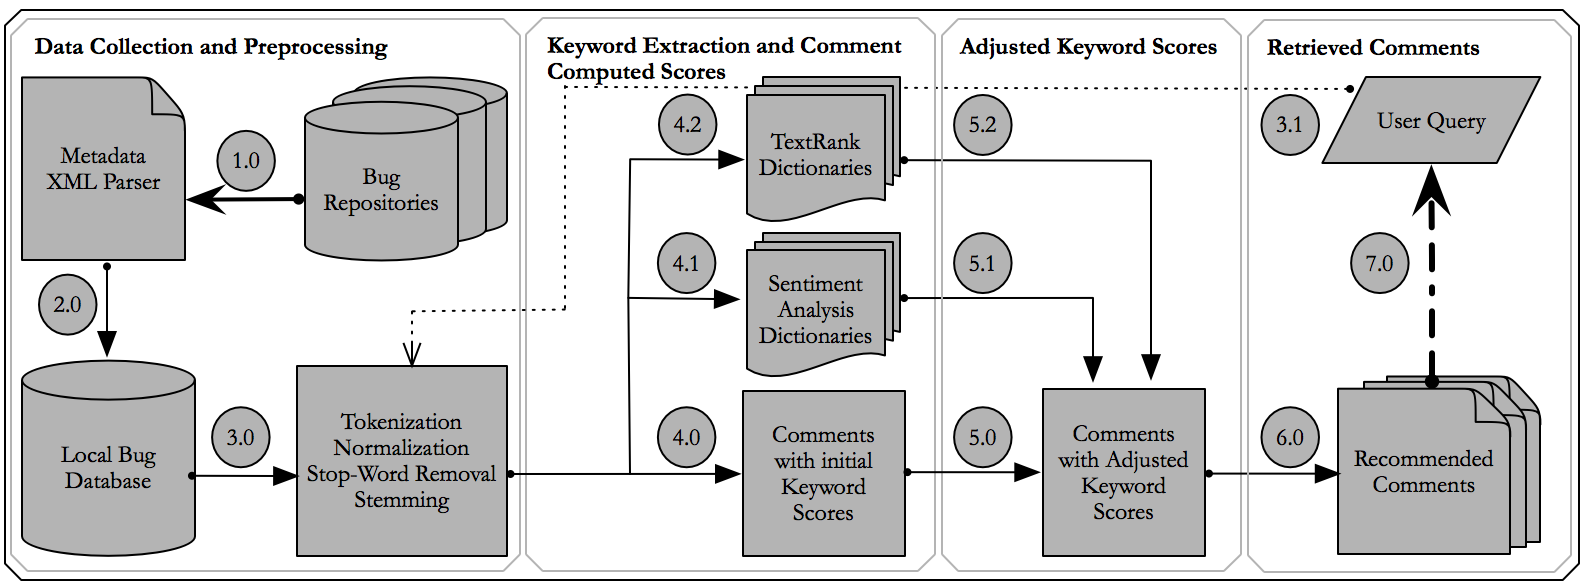 Data Collection and Preprocessing
Keyword Extraction and Comment
Computed Scores
Adjusted Keyword Scores
Retrieved Comments
Metadata
XML Parser
1.0
Bug
Repositories
2.0
Local Bug
Database
3.0
Tokenization
Normalization
Stop-Word Removal
Stemming
4.2
TextRank
Dictionaries
4.1
Sentiment
Analysis
Dictionaries
4.0
Comments
with initial
Keyword
Scores
5.2
5.1
5.0
Comments
with Adjusted
Keyword
Scores
3.1
User Query
7.0
6.0
Recommended
Comments